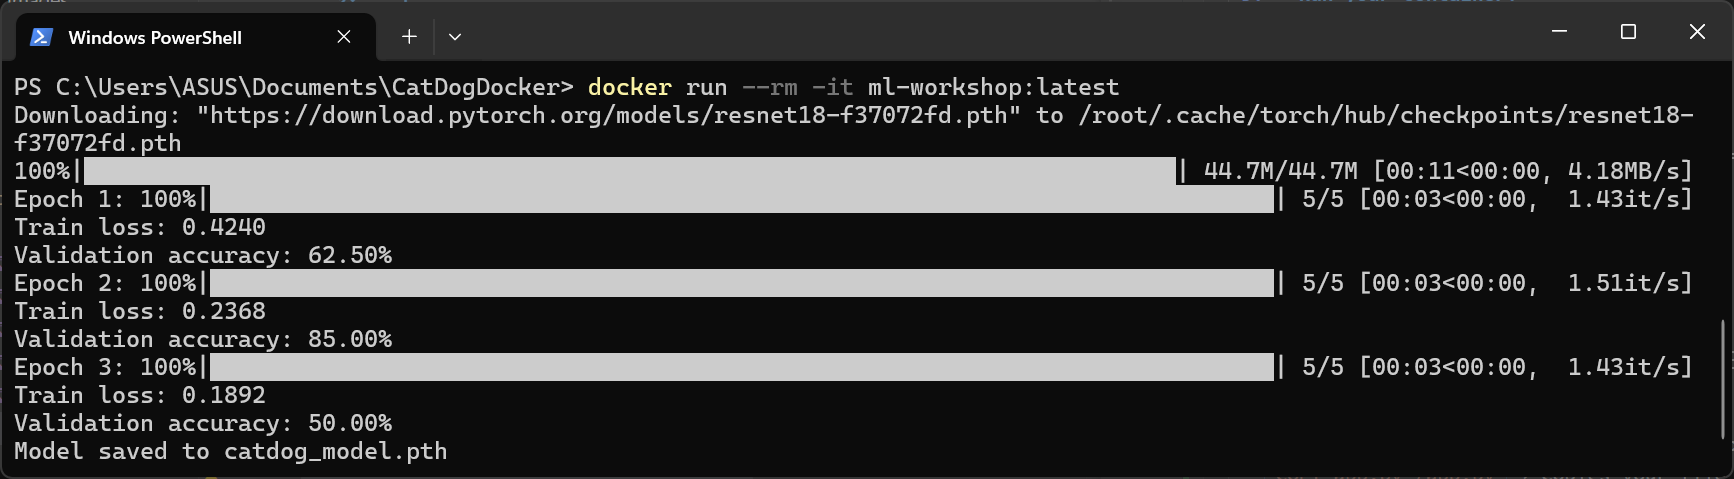 Windows PowerShell
PS C:\Users\ASUS\Documents\CatDogDocker> docker run --rm -it ml-workshop:latest
Downloading: "https://download.pytorch.org/models/resnet18-f37072fd.pth" to /root/.cache/torch/hub/checkpoints/resnet18-
f37072fd.pth
100%| | 44.7M/44.7M [00:11<00:00, 4.18MB/s]
Epoch 1: 100%| | 5/5 [00:03<00:00, 1.43it/s]
Train loss: 0.4240
Validation accuracy: 62.50%
Epoch 2: 100%| | 5/5 [00:03<00:00, 1.51it/s]
Train loss: 0.2368
Validation accuracy: 85.00%
Epoch 3: 100%| | 5/5 [00:03<00:00, 1.43it/s]
Train loss: 0.1892
Validation accuracy: 50.00%
Model saved to catdog_model.pth